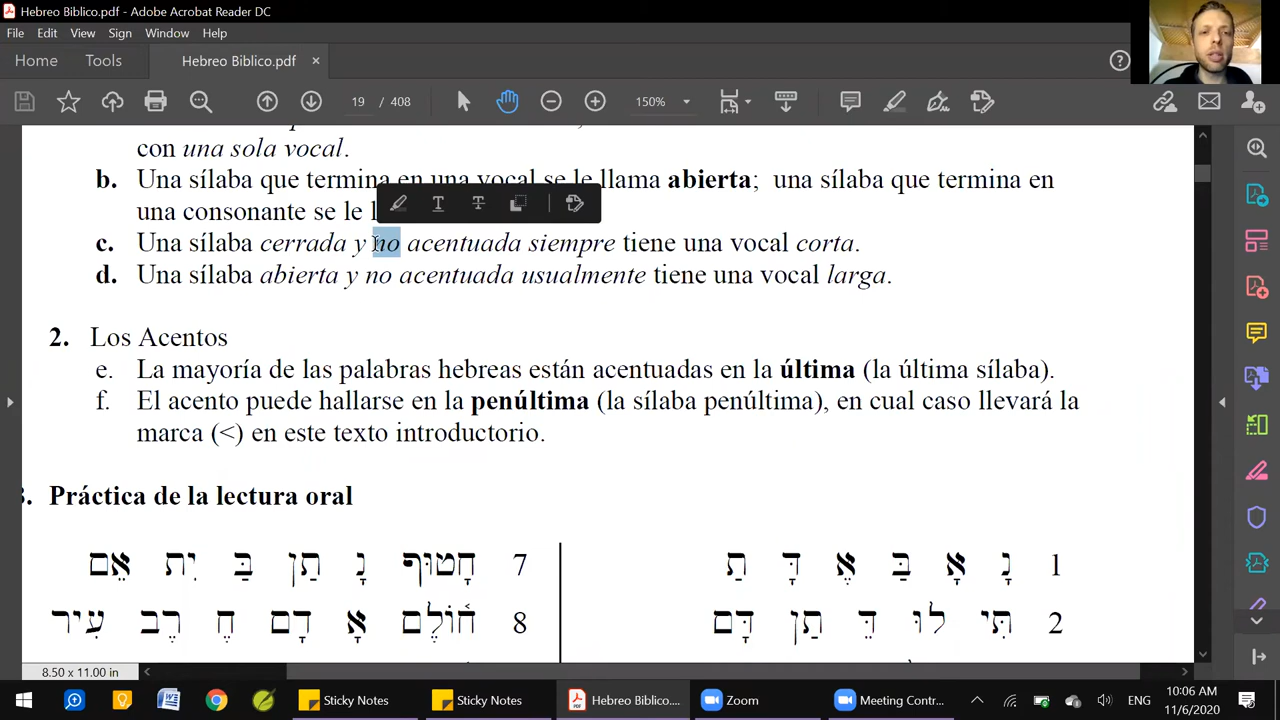 Hebreo Biblico.pdf - Adobe Acrobat Reader DC
File Edit View Sign Window Help
Home Tools Hebreo Biblico.pdf ×
19 / 408 150%
con una sola vocal.
b. Una sílaba que termina en una vocal se le llama abierta; una sílaba que termina en
una consonante se le l
c. Una sílaba cerrada y no acentuada siempre tiene una vocal corta.
d. Una sílaba abierta y no acentuada usualmente tiene una vocal larga.
2. Los Acentos
e. La mayoría de las palabras hebreas están acentuadas en la última (la última sílaba).
f. El acento puede hallarse en la penúltima (la sílaba penúltima), en cual caso llevará la
marca (<) en este texto introductorio.
3. Práctica de la lectura oral
1 נָ אָ בַּ אֶ דָּ תַ
2 תִּי לוּ דֵּ תַן דָּם
7 חָטוּף נָ תַן בַּ יִת אֵם
8 חוֹלֶם אָ דָם חֶ רֶב עִיר
8.50 x 11.00 in
Sticky Notes Sticky Notes Hebreo Biblico.... Zoom Meeting Contr... ENG 10:06 AM
11/6/2020